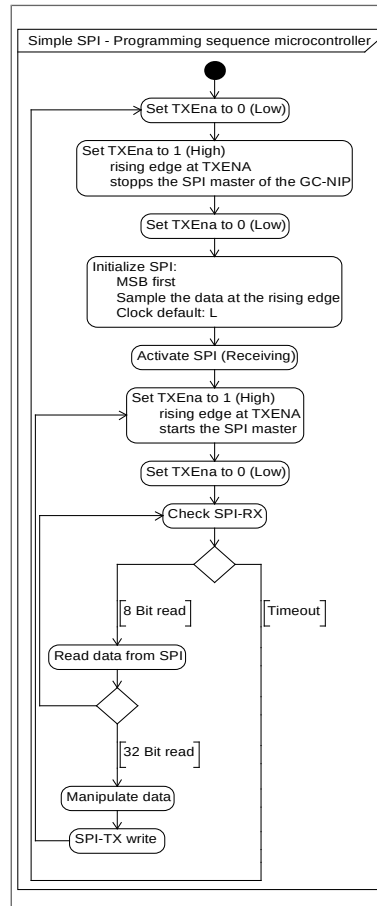 Simple SPI - Programming sequence microcontroller
Set TXEna to 0 (Low)
Set TXEna to 1 (High)
rising edge at TXENA
stopps the SPI master of the GC-NIP
Set TXEna to 0 (Low)
Initialize SPI:
MSB first
Sample the data at the rising edge
Clock default: L
Activate SPI (Receiving)
Set TXEna to 1 (High)
rising edge at TXENA
starts the SPI master
Set TXEna to 0 (Low)
Check SPI-RX
[8 Bit read]
[Timeout]
Read data from SPI
[32 Bit read]
Manipulate data
SPI-TX write